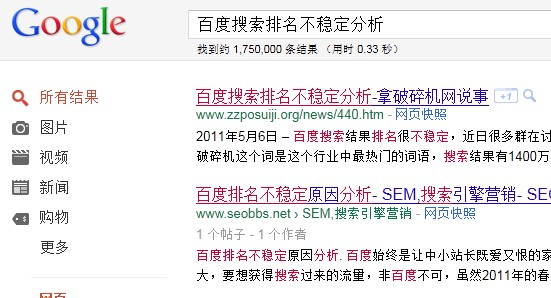 Google
百度搜索排名不稳定分析
找到约 1,750,000 条结果 （用时 0.33 秒）
所有结果
图片
视频
新闻
购物
更多
网页
百度搜索排名不稳定分析-拿破碎机网说事 +1
www.zzposuiji.org/news/440.htm - 网页快照
2011年5月6日 – 百度搜索结果排名很不稳定，近日很多群在讨
破碎机这个词是这个行业中最热门的词语，搜索结果有1400万
百度排名不稳定原因分析- SEM,搜索引擎营销- SEO
www.seobbs.net › SEM,搜索引擎营销 - 网页快照
1 个帖子 - 1 个作者
百度排名不稳定原因分析. 百度始终是让中小站长既爱又恨的家
大，要想获得搜索过来的流量，非百度不可，虽然2011年的春